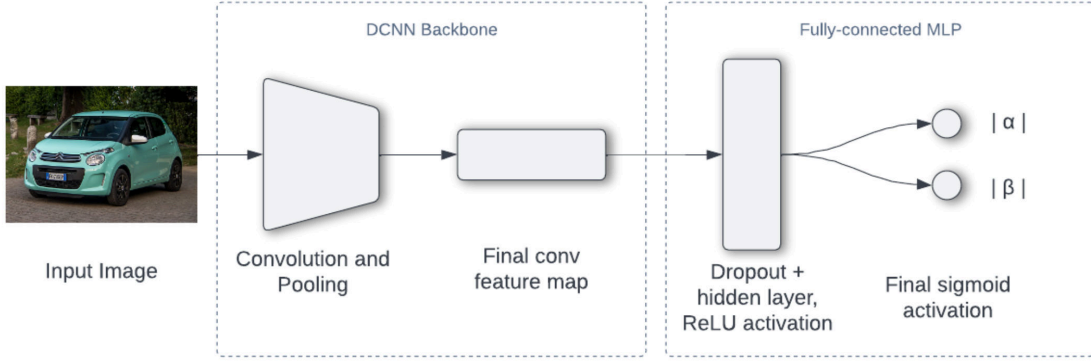 DCNN Backbone
Fully-connected MLP
| α |
| β |
Input Image
Convolution and
Pooling
Final conv
feature map
Dropout +
hidden layer,
ReLU activation
Final sigmoid
activation